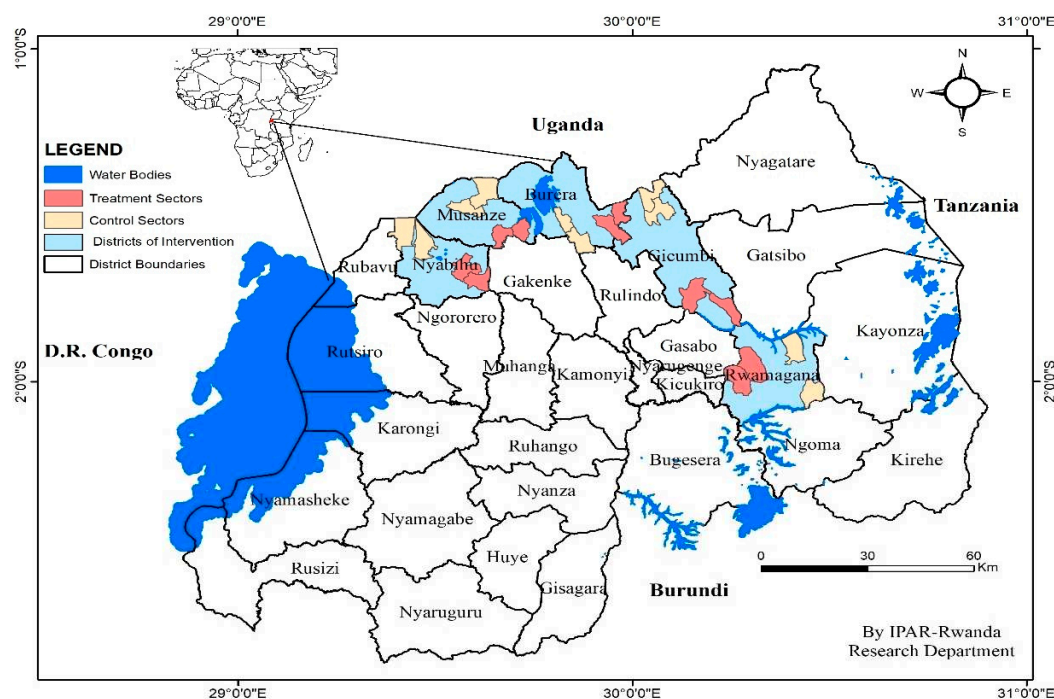 29°0'0"E 30°0'0"E 31°0'0"E
1°0'0"S
N
W E
S
Uganda
Nyagatare
LEGEND
Water Bodies
Treatment Sectors
Control Sectors
Districts of Intervention
District Boundaries
Burera
Musanze
Tanzania
Gicumbi
Gatsibo
Rubavu
Nyabihu
Gakenke
Rulindo
Ngororero
Kayonza
D.R. Congo
Rutsiro
Gasabo
Muhanga
Kamonyi
Nyarugenge
Kicukiro
Rwamagana
2°0'0"S 2°0'0"S
Karongi
Ruhango
Bugesera
Ngoma
Kirehe
Nyamasheke
Nyanza
Nyamagabe
Huye
Rusizi
Gisagara
Nyaruguru
Burundi
0 30 60
Km
By IPAR-Rwanda
Research Department
29°0'0"E 30°0'0"E 31°0'0"E